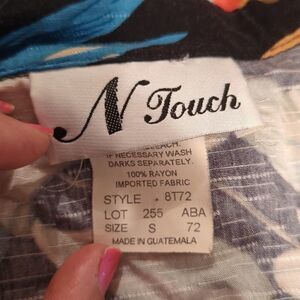 N Touch
BLEACH.
IF NECESSARY WASH
DARKS SEPARATELY.
100% RAYON
IMPORTED FABRIC
STYLE . 8T72
LOT 255 ABA
SIZE S 72
MADE IN GUATEMALA